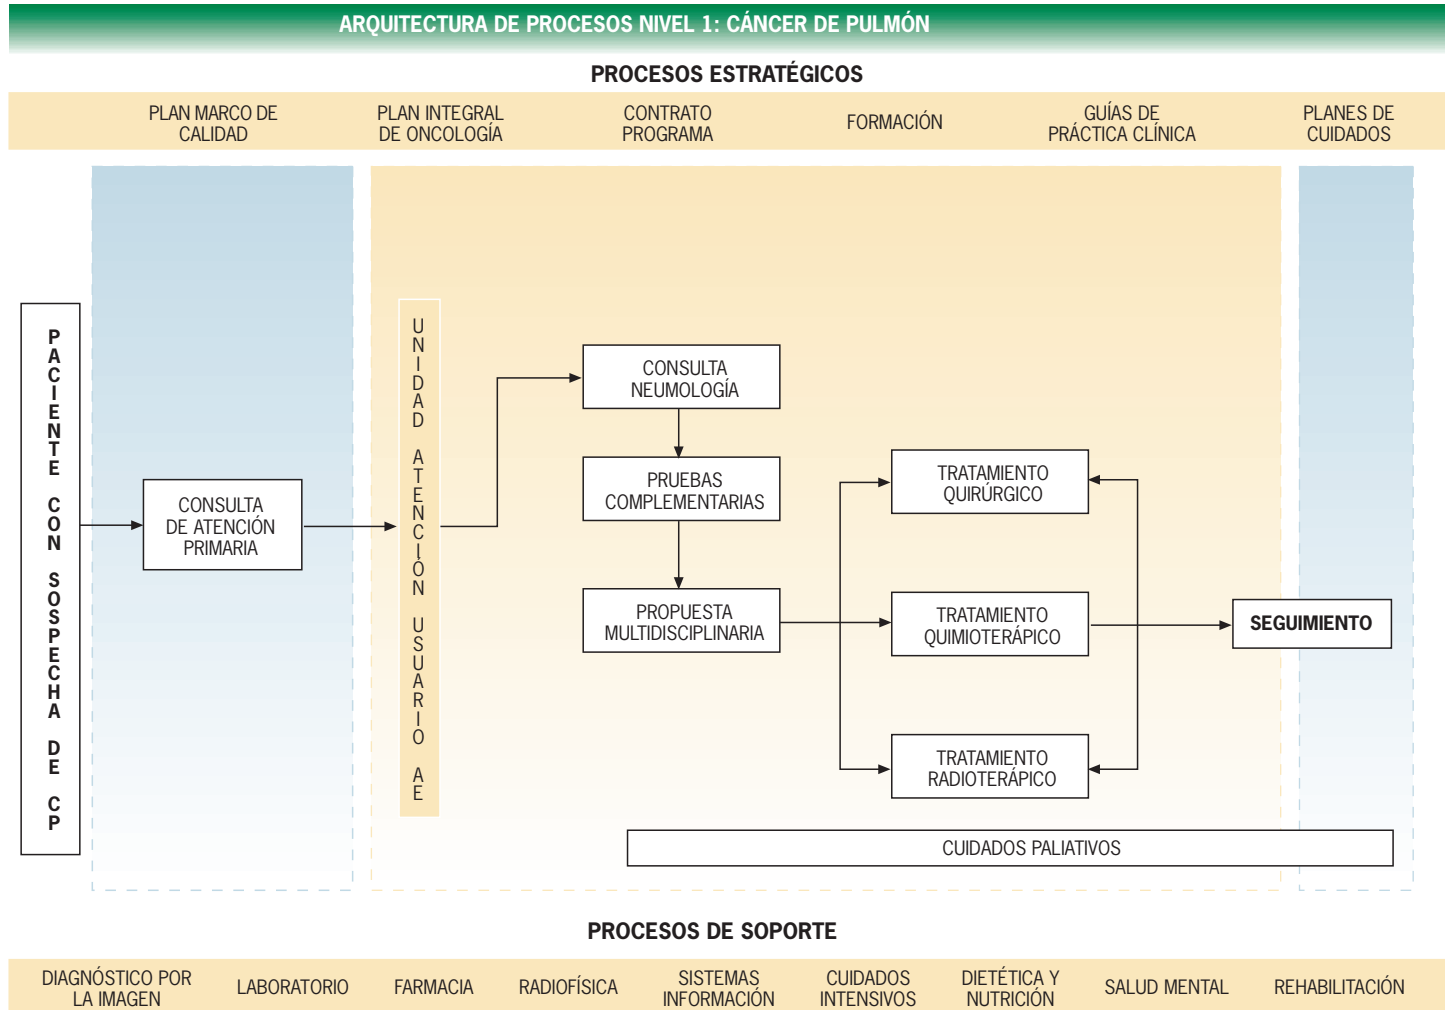 ARQUITECTURA DE PROCESOS NIVEL 1: CÁNCER DE PULMÓN
PROCESOS ESTRATÉGICOS
PLAN MARCO DE
CALIDAD
PLAN INTEGRAL
DE ONCOLOGÍA
CONTRATO
PROGRAMA
FORMACIÓN
GUÍAS DE
PRÁCTICA CLÍNICA
PLANES DE
CUIDADOS
PACIENTE CON SOSPECHA DE CP
CONSULTA
DE ATENCIÓN
PRIMARIA
UNIDAD ATENCIÓN USUARIO AE
CONSULTA
NEUMOLOGÍA
PRUEBAS
COMPLEMENTARIAS
PROPUESTA
MULTIDISCIPLINARIA
TRATAMIENTO
QUIRÚRGICO
TRATAMIENTO
QUIMIOTERÁPICO
TRATAMIENTO
RADIOTERÁPICO
SEGUIMIENTO
CUIDADOS PALIATIVOS
PROCESOS DE SOPORTE
DIAGNÓSTICO POR
LA IMAGEN
LABORATORIO
FARMACIA
RADIOFÍSICA
SISTEMAS
INFORMACIÓN
CUIDADOS
INTENSIVOS
DIETÉTICA Y
NUTRICIÓN
SALUD MENTAL
REHABILITACIÓN